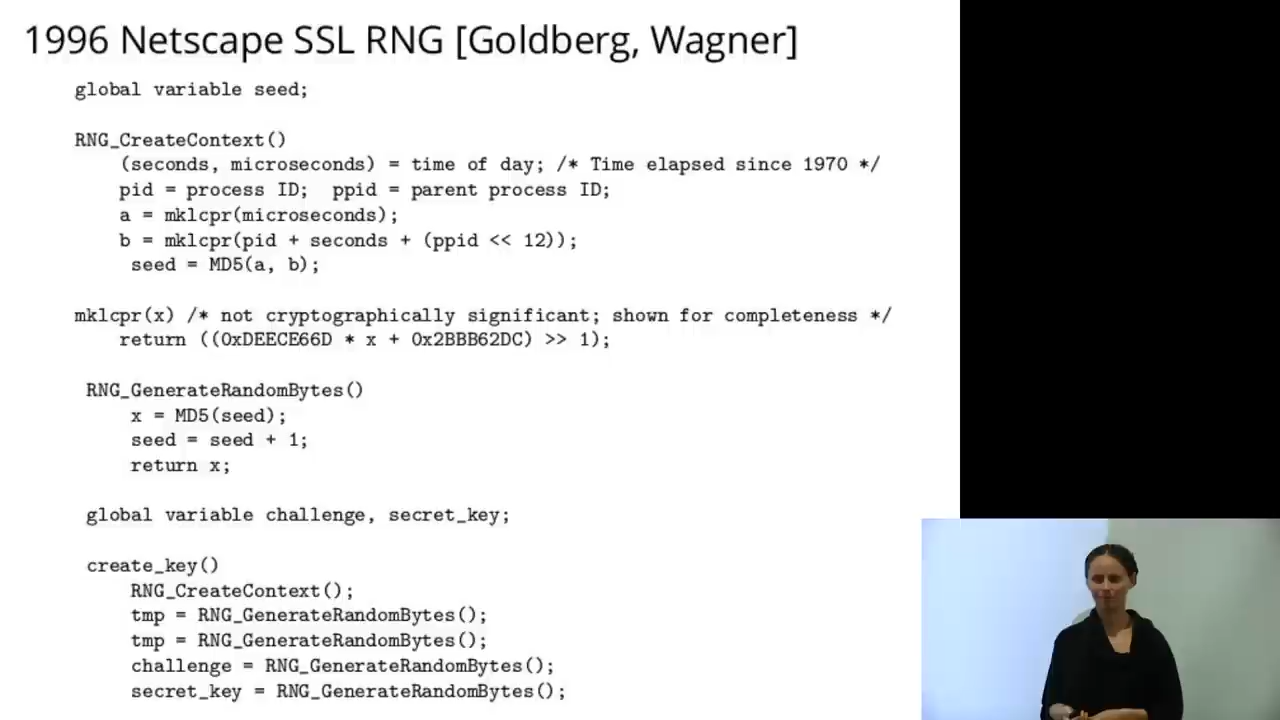 1996 Netscape SSL RNG [Goldberg, Wagner]
global variable seed;
RNG_CreateContext()
(seconds, microseconds) = time of day; /* Time elapsed since 1970 */
pid = process ID; ppid = parent process ID;
a = mklcpr(microseconds);
b = mklcpr(pid + seconds + (ppid << 12));
seed = MD5(a, b);
mklcpr(x) /* not cryptographically significant; shown for completeness */
return ((0xDEECE66D * x + 0x2BBB62DC) >> 1);
RNG_GenerateRandomBytes()
x = MD5(seed);
seed = seed + 1;
return x;
global variable challenge, secret_key;
create_key()
RNG_CreateContext();
tmp = RNG_GenerateRandomBytes();
tmp = RNG_GenerateRandomBytes();
challenge = RNG_GenerateRandomBytes();
secret_key = RNG_GenerateRandomBytes();